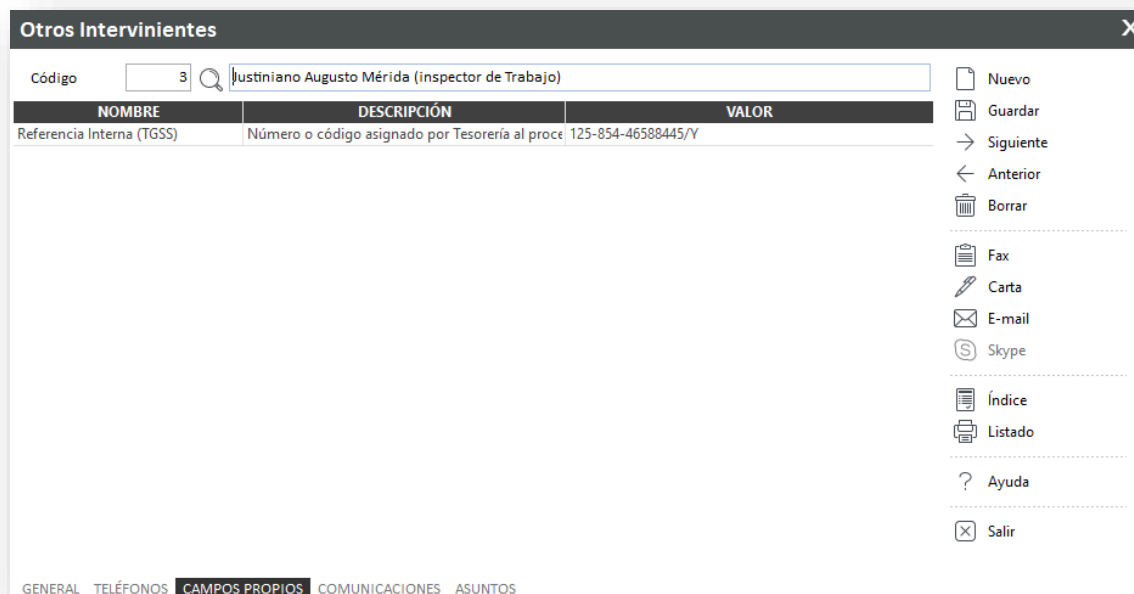 Otros Intervinientes X
Código 3 Justiniano Augusto Mérida (inspector de Trabajo)
NOMBRE DESCRIPCIÓN VALOR
Referencia Interna (TGSS) Número o código asignado por Tesorería al proce 125-854-46588445/Y
Nuevo
Guardar
Siguiente
Anterior
Borrar
Fax
Carta
E-mail
Skype
Índice
Listado
Ayuda
Salir
GENERAL TELÉFONOS CAMPOS PROPIOS COMUNICACIONES ASUNTOS